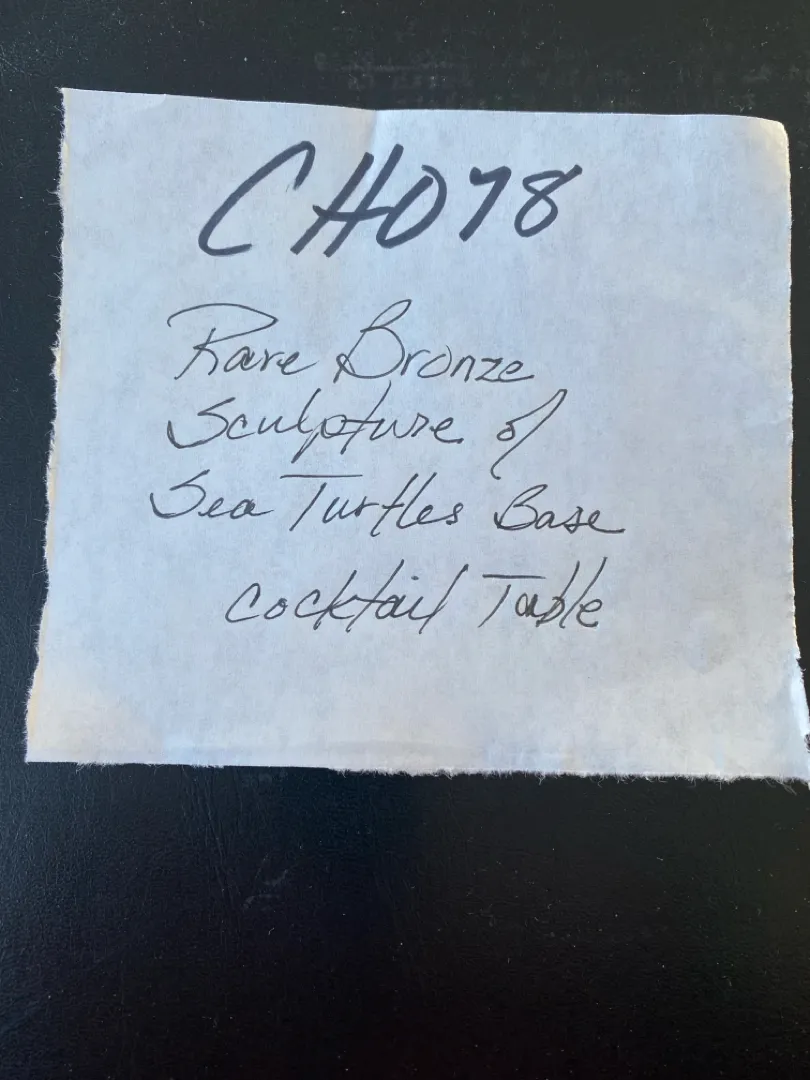 CH078
Rare Bronze
Sculpture of
Sea Turtles Base
Cocktail Table